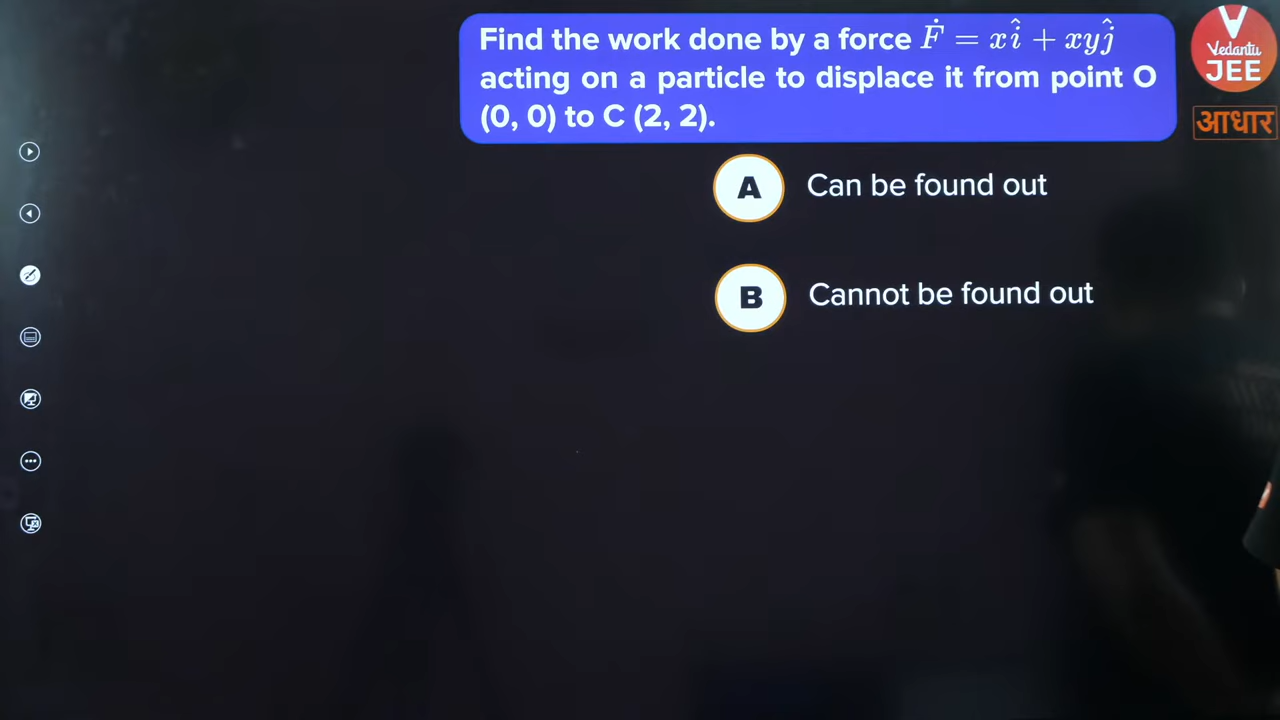 Find the work done by a force Ḟ = xî + xyĵ
acting on a particle to displace it from point O
(0, 0) to C (2, 2).
V
Vedantu
JEE
आधार
A Can be found out
B Cannot be found out